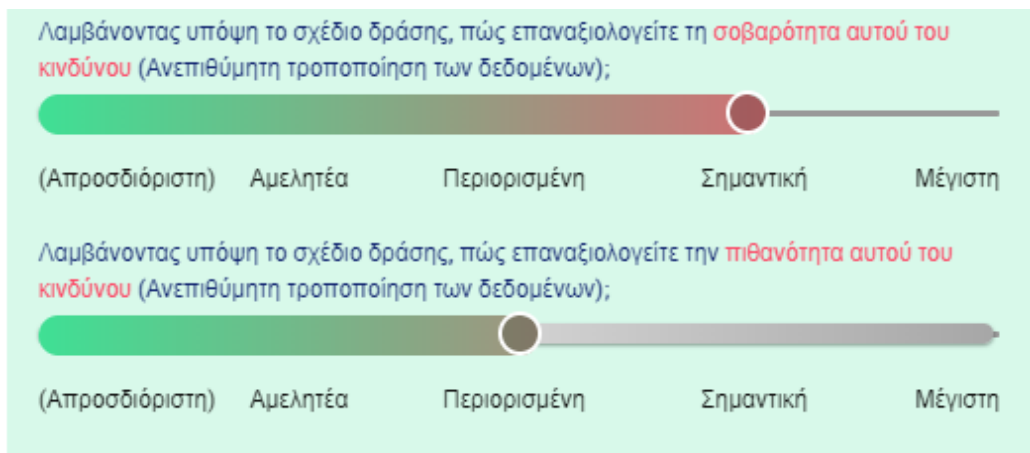 Λαμβάνοντας υπόψη το σχέδιο δράσης, πώς επαναξιολογείτε τη σοβαρότητα αυτού του
κινδύνου (Ανεπιθύμητη τροποποίηση των δεδομένων);
(Απροσδιόριστη) Αμελητέα Περιορισμένη Σημαντική Μέγιστη
Λαμβάνοντας υπόψη το σχέδιο δράσης, πώς επαναξιολογείτε την πιθανότητα αυτού του
κινδύνου (Ανεπιθύμητη τροποποίηση των δεδομένων);
(Απροσδιόριστη) Αμελητέα Περιορισμένη Σημαντική Μέγιστη